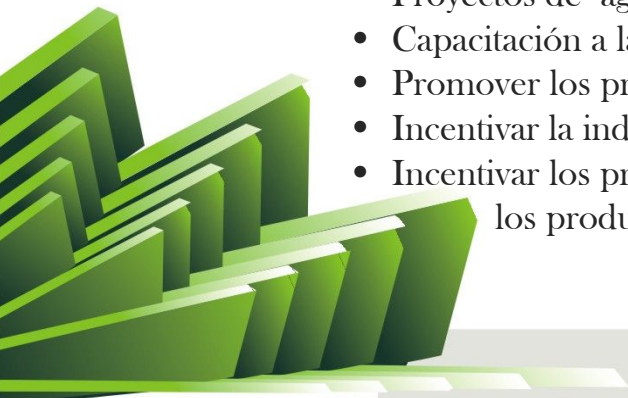 Proyectos de ag
• Capacitación a la
• Promover los pr
• Incentivar la ind
• Incentivar los pr
los produ